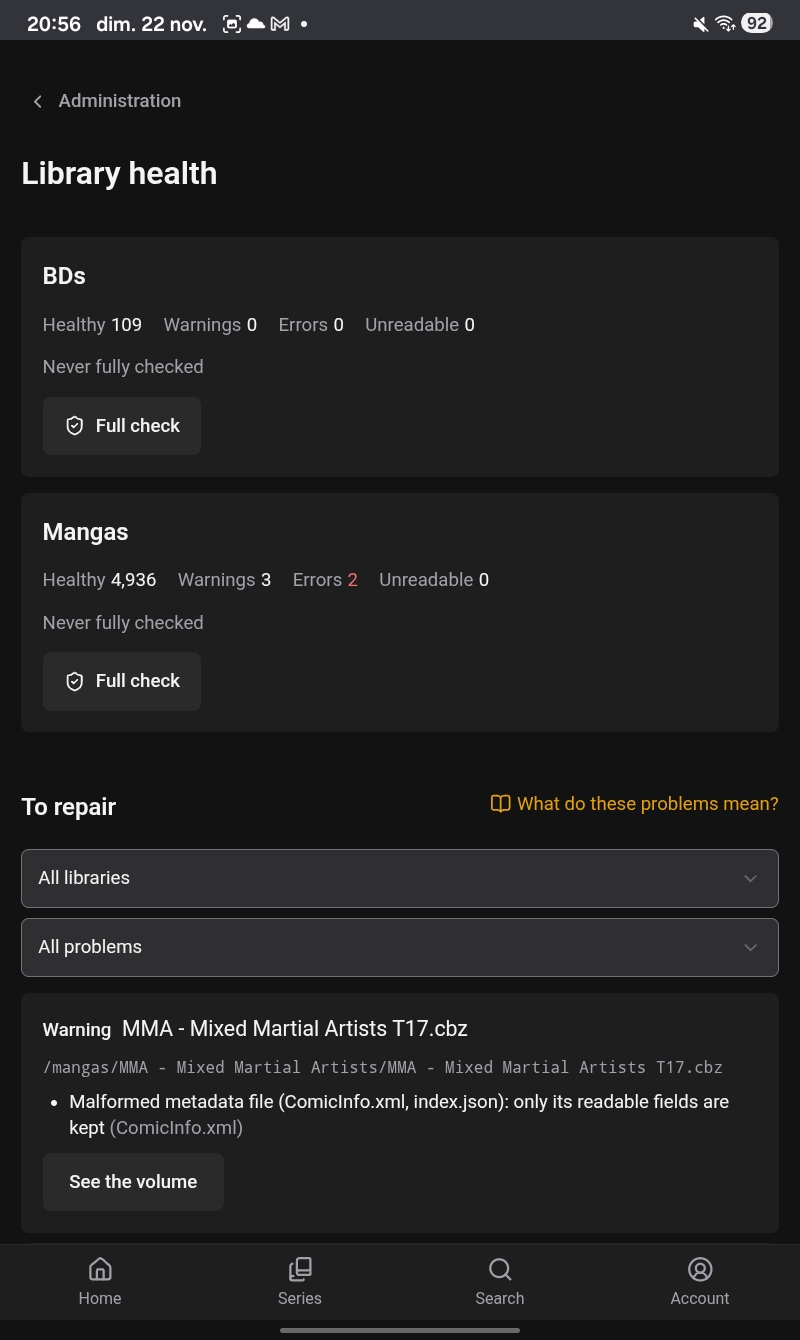 20:56 dim. 22 nov. 92
Administration
Library health
BDs
Healthy 109 Warnings 0 Errors 0 Unreadable 0
Never fully checked
Full check
Mangas
Healthy 4,936 Warnings 3 Errors 2 Unreadable 0
Never fully checked
Full check
To repair What do these problems mean?
All libraries
All problems
Warning MMA - Mixed Martial Artists T17.cbz
/mangas/MMA - Mixed Martial Artists/MMA - Mixed Martial Artists T17.cbz
• Malformed metadata file (ComicInfo.xml, index.json): only its readable fields are
kept (ComicInfo.xml)
See the volume
Home Series Search Account